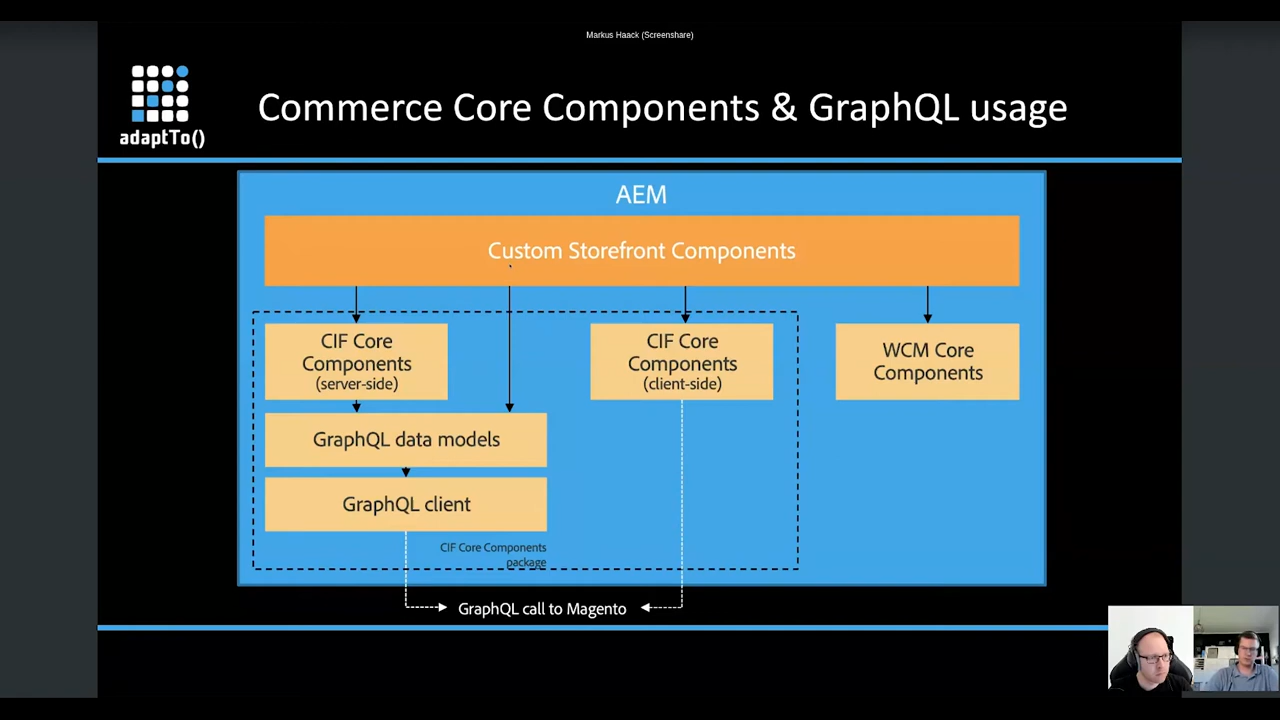 Markus Haack (Screenshare)
adaptTo()
Commerce Core Components & GraphQL usage
AEM
Custom Storefront Components
CIF Core
Components
(server-side)
CIF Core
Components
(client-side)
WCM Core
Components
GraphQL data models
GraphQL client
CIF Core Components
package
GraphQL call to Magento